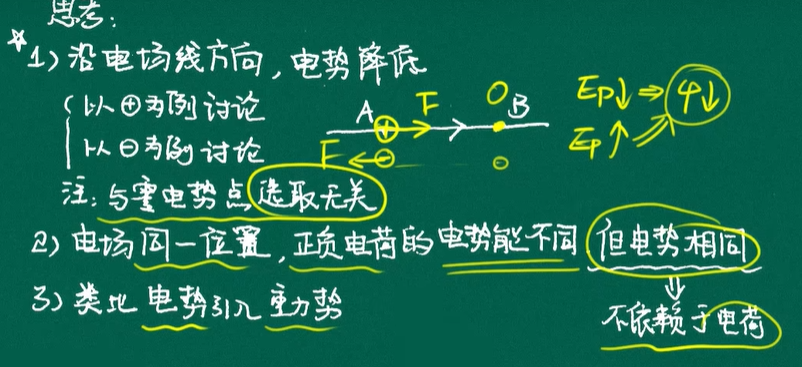 思考:
1) 沿电场线方向,电势降低
以⊕为例讨论
以⊖为例讨论
A F B
F
Ep↓ ⇒ φ↓
Ep↑
注:与零电势点选取无关
2) 电场同一位置,正负电荷的电势能不同 但电势相同
3) 类比 电势引入重力势
不依赖于电荷